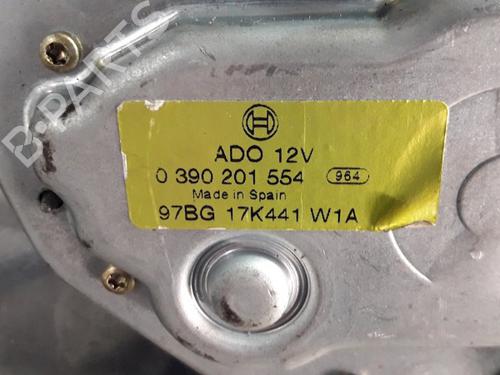 B-PARTS
ADO 12V
0 390 201 554 964
Made in Spain
97BG 17K441 W1A